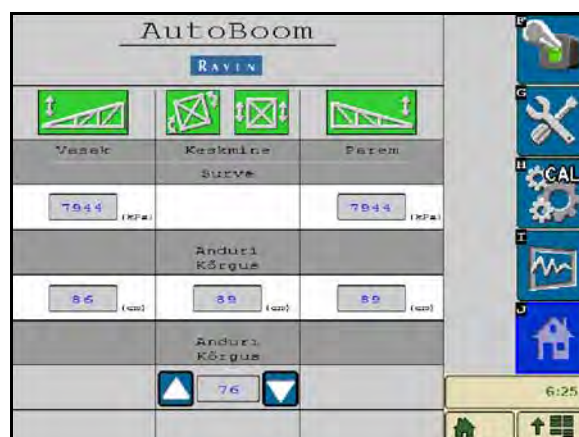 AutoBoom
RAVEN
Vasak Keskmine Parem
Surve
7944 (kPa) 7944 (kPa)
Anduri
Kõrgus
86 (cm) 89 (cm) 89 (cm)
Anduri
Kõrgus
76
F
G
H
CAL
I
J
6:25